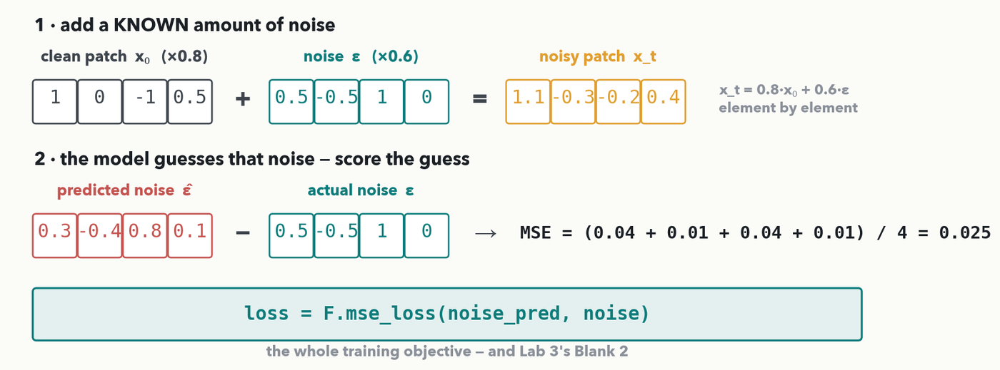 1 · add a KNOWN amount of noise
clean patch x₀ (×0.8) noise ε (×0.6) noisy patch x_t
1 0 -1 0.5 + 0.5 -0.5 1 0 = 1.1 -0.3 -0.2 0.4
x_t = 0.8·x₀ + 0.6·ε
element by element
2 · the model guesses that noise — score the guess
predicted noise ε̂ actual noise ε
0.3 -0.4 0.8 0.1 − 0.5 -0.5 1 0 → MSE = (0.04 + 0.01 + 0.04 + 0.01) / 4 = 0.025
loss = F.mse_loss(noise_pred, noise)
the whole training objective — and Lab 3's Blank 2